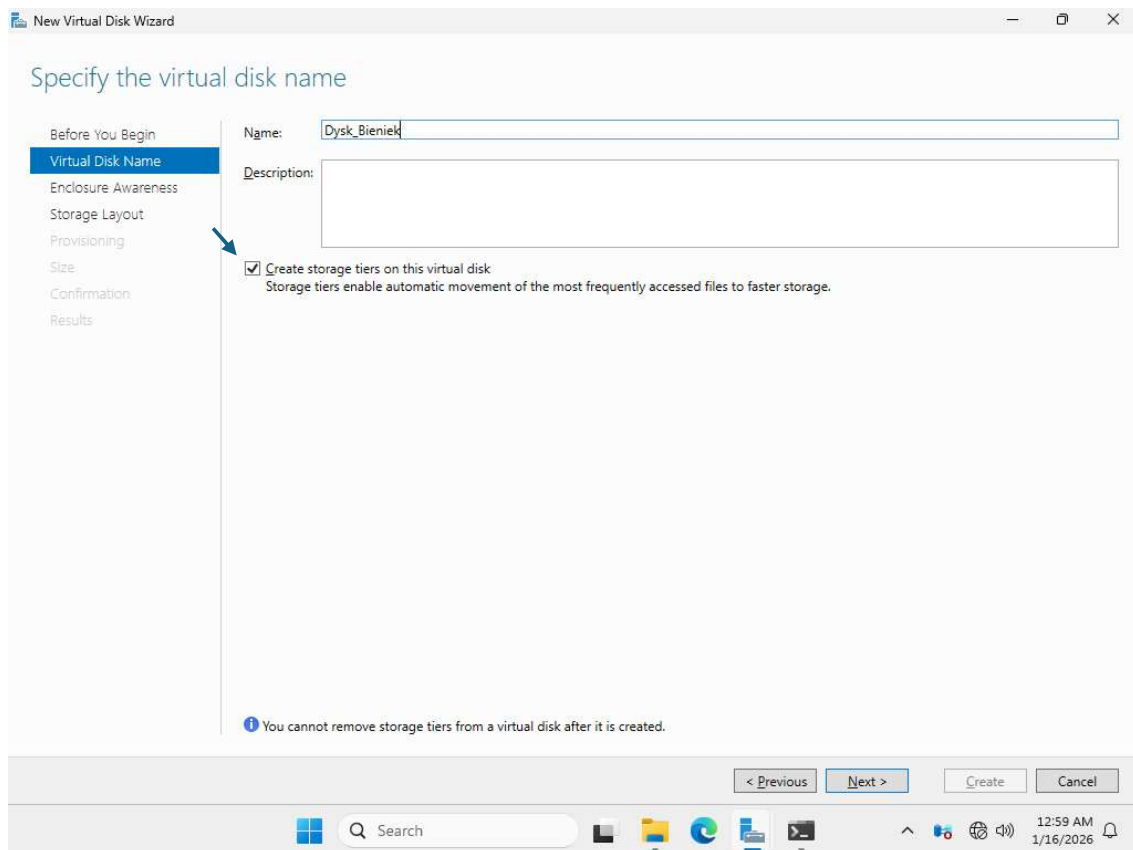 New Virtual Disk Wizard
Specify the virtual disk name
Before You Begin
Virtual Disk Name
Enclosure Awareness
Storage Layout
Provisioning
Size
Confirmation
Results
Name:
Dysk_Bieniek
Description:
Create storage tiers on this virtual disk
Storage tiers enable automatic movement of the most frequently accessed files to faster storage.
You cannot remove storage tiers from a virtual disk after it is created.
< Previous
Next >
Create
Cancel
Search
12:59 AM
1/16/2026